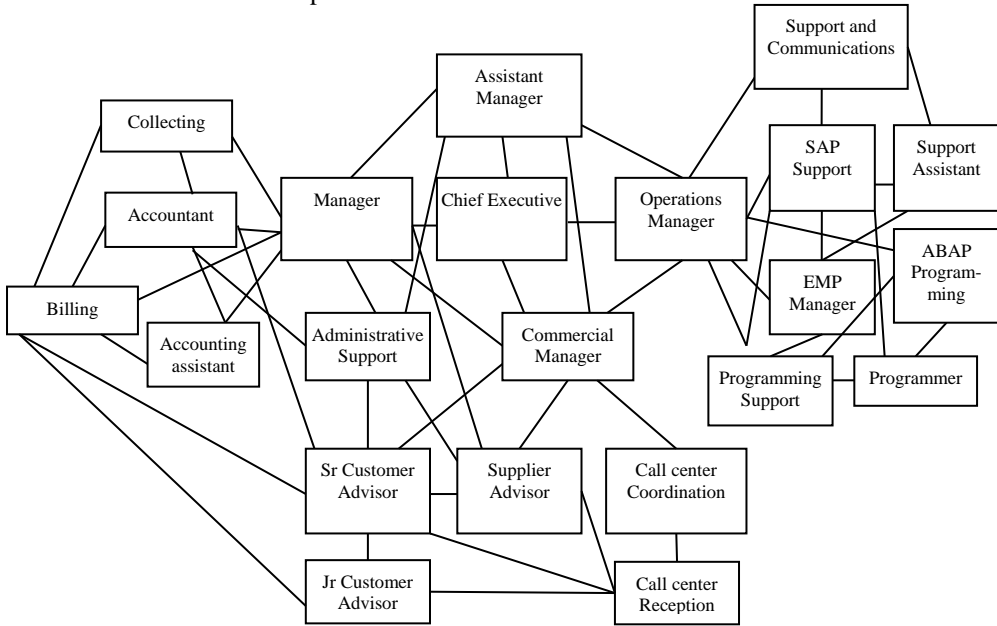 Support and
Communications
Assistant
Manager
Collecting
SAP
Support
Support
Assistant
Manager
Chief Executive
Operations
Manager
Accountant
ABAP
Program-
ming
EMP
Manager
Billing
Accounting
assistant
Administrative
Support
Commercial
Manager
Programming
Support
Programmer
Sr Customer
Advisor
Supplier
Advisor
Call center
Coordination
Jr Customer
Advisor
Call center
Reception